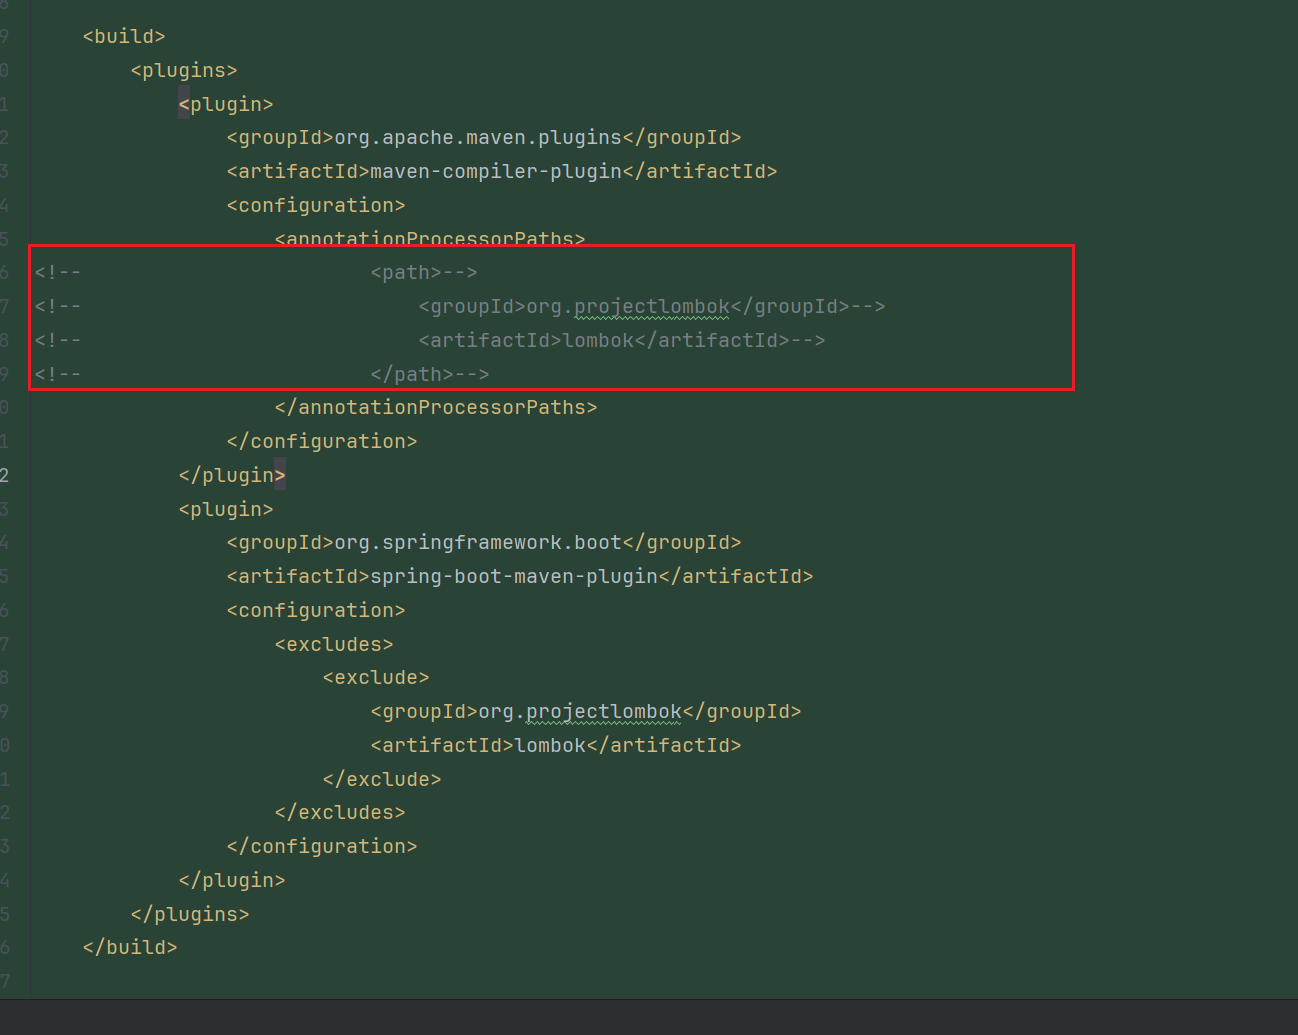 8
9 <build>
0 <plugins>
1 <plugin>
2 <groupId>org.apache.maven.plugins</groupId>
3 <artifactId>maven-compiler-plugin</artifactId>
4 <configuration>
5 <annotationProcessorPaths>
6 <!-- <path>-->
7 <!-- <groupId>org.projectlombok</groupId>-->
8 <!-- <artifactId>lombok</artifactId>-->
9 <!-- </path>-->
0 </annotationProcessorPaths>
1 </configuration>
2 </plugin>
3 <plugin>
4 <groupId>org.springframework.boot</groupId>
5 <artifactId>spring-boot-maven-plugin</artifactId>
6 <configuration>
7 <excludes>
8 <exclude>
9 <groupId>org.projectlombok</groupId>
0 <artifactId>lombok</artifactId>
1 </exclude>
2 </excludes>
3 </configuration>
4 </plugin>
5 </plugins>
6 </build>
7